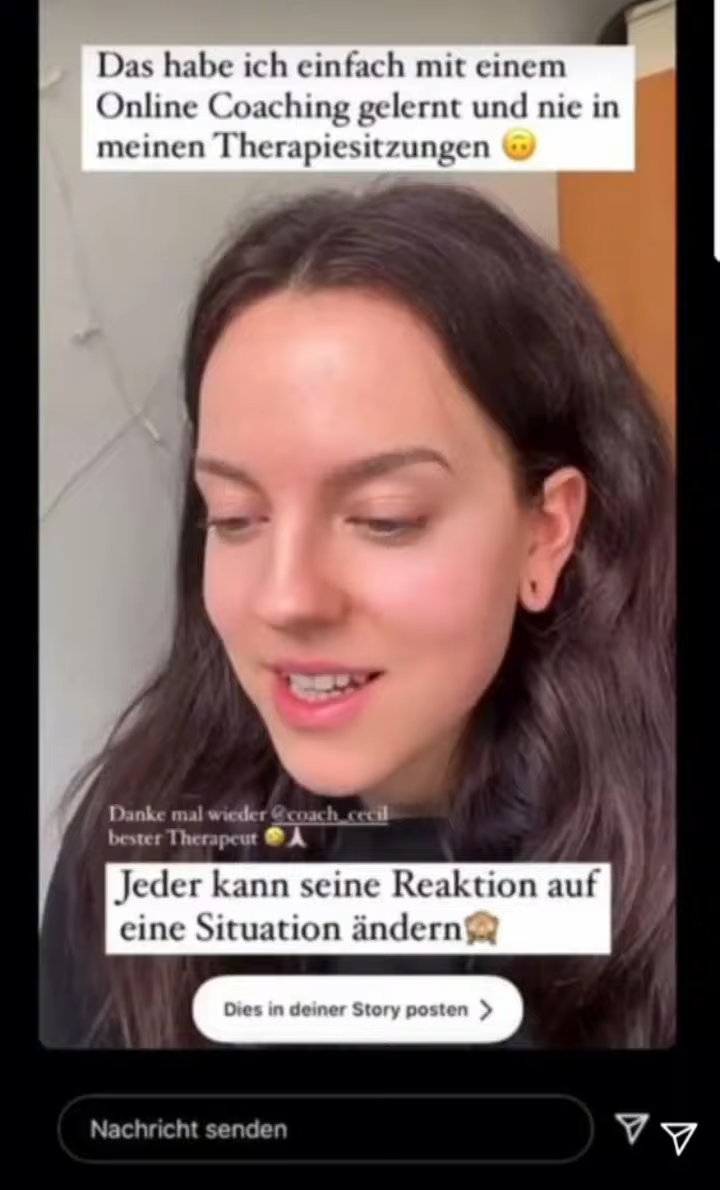 Das habe ich einfach mit einem
Online Coaching gelernt und nie in
meinen Therapiesitzungen 🙃
Danke mal wieder @coach_cecil
bester Therapeut 🤣🙏🏻
Jeder kann seine Reaktion auf
eine Situation ändern🙈
Dies in deiner Story posten >
Nachricht senden